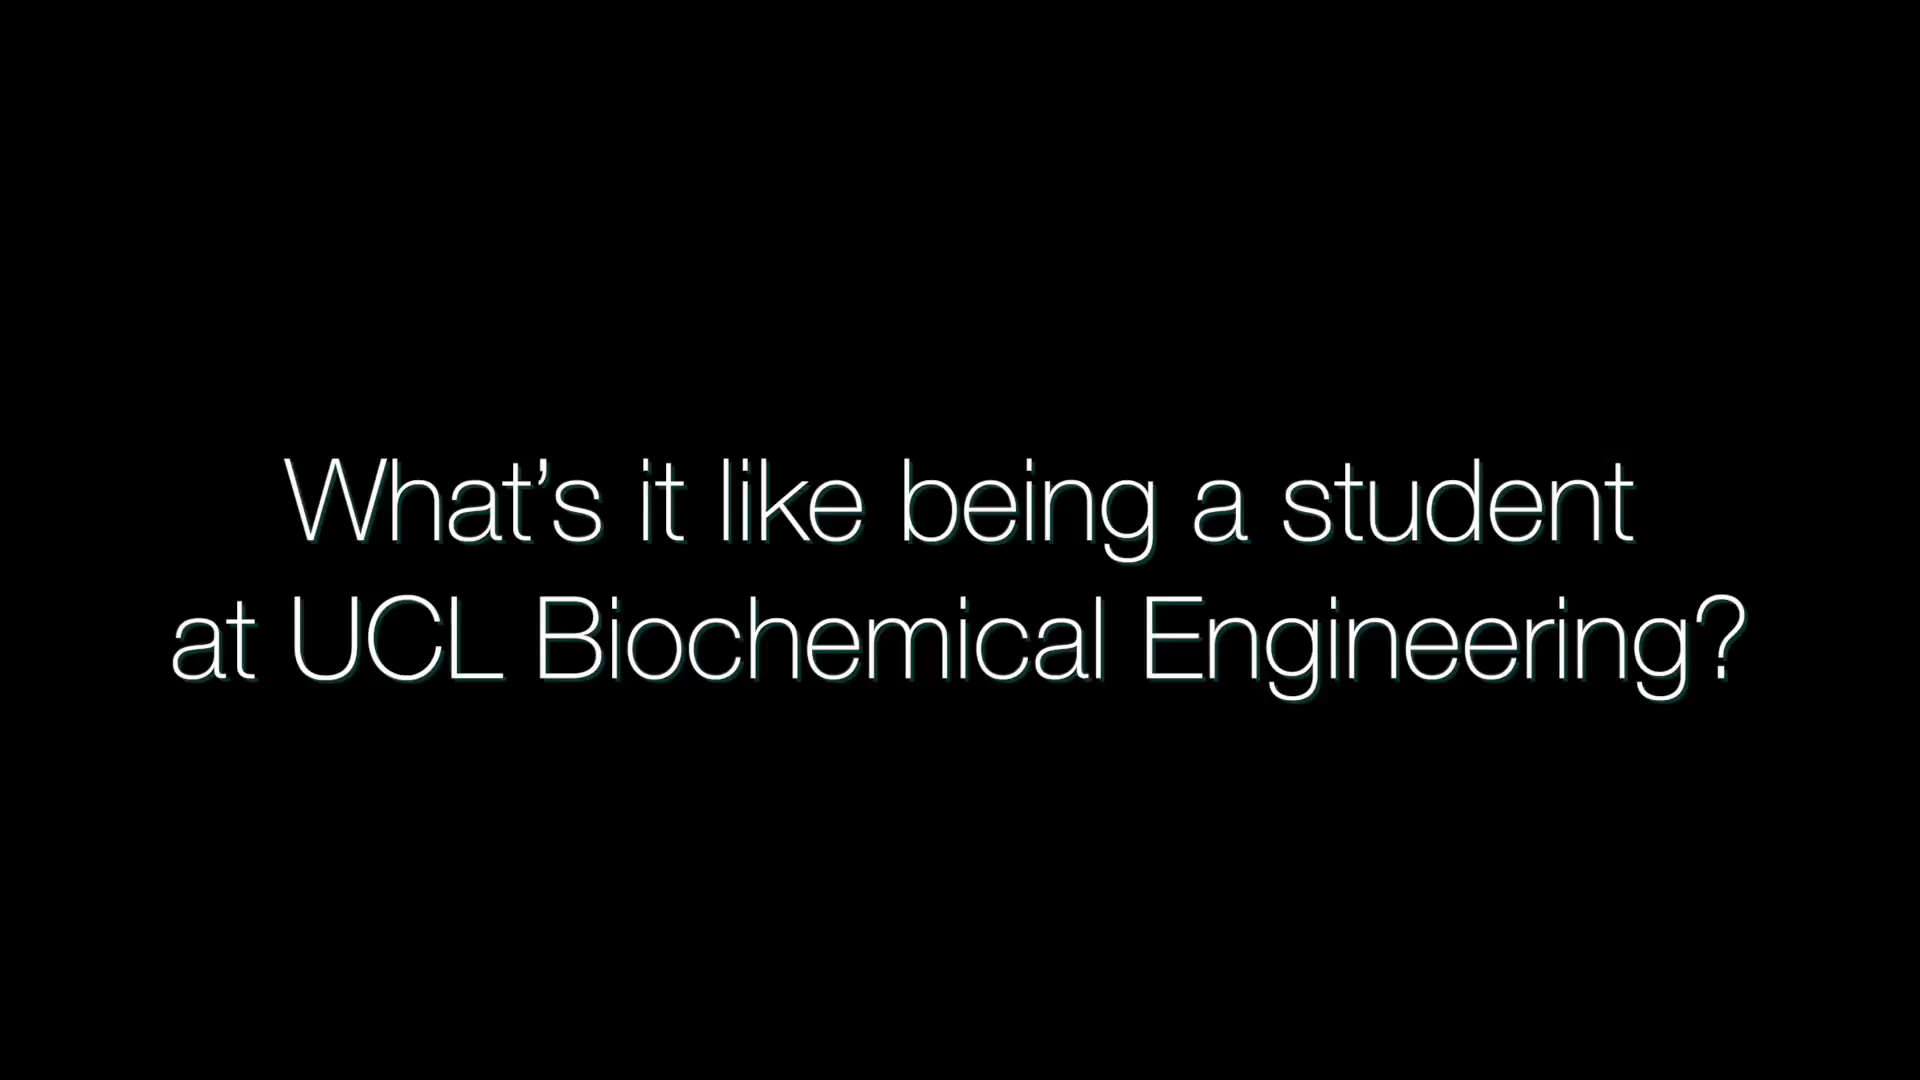 What’s it like being a student
at UCL Biochemical Engineering?